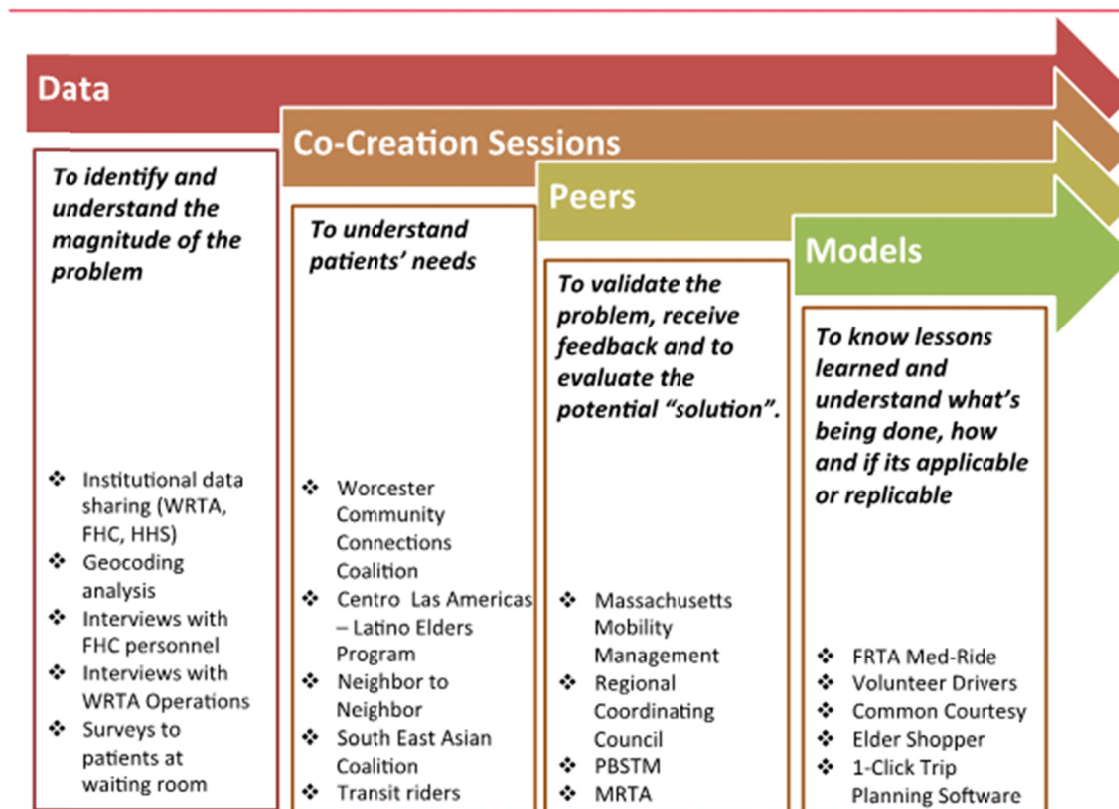 Data
To identify and
understand the
magnitude of the
problem
❖ Institutional data
sharing (WRTA,
FHC, HHS)
❖ Geocoding
analysis
❖ Interviews with
FHC personnel
❖ Interviews with
WRTA Operations
❖ Surveys to
patients at
waiting room
Co-Creation Sessions
To understand
patients' needs
❖ Worcester
Community
Connections
Coalition
❖ Centro Las Americas
– Latino Elders
Program
❖ Neighbor to
Neighbor
❖ South East Asian
Coalition
❖ Transit riders
Peers
To validate the
problem, receive
feedback and to
evaluate the
potential “solution”.
❖ Massachusetts
Mobility
Management
❖ Regional
Coordinating
Council
❖ PBSTM
❖ MRTA
Models
To know lessons
learned and
understand what's
being done, how
and if its applicable
or replicable
❖ FRTA Med-Ride
❖ Volunteer Drivers
❖ Common Courtesy
❖ Elder Shopper
❖ 1-Click Trip
Planning Software